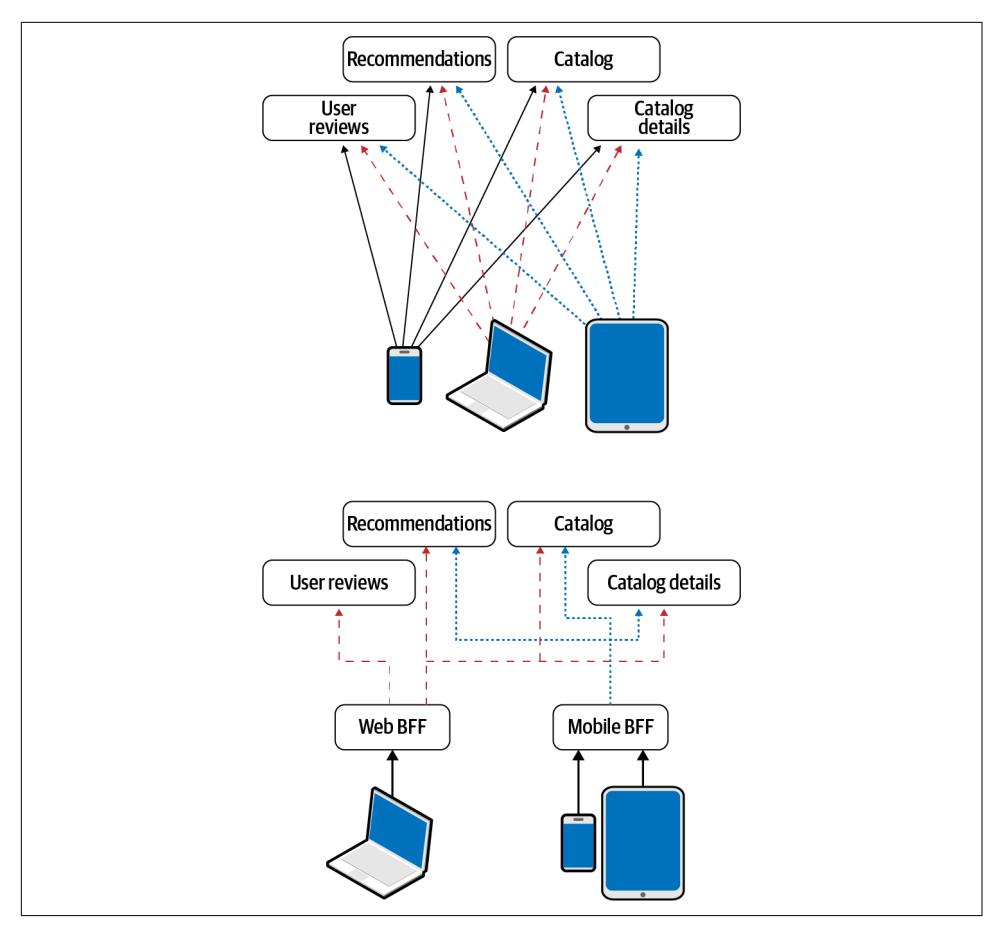 Recommendations
Catalog
User
reviews
Catalog
details
Recommendations
Catalog
User reviews
Catalog details
Web BFF
Mobile BFF